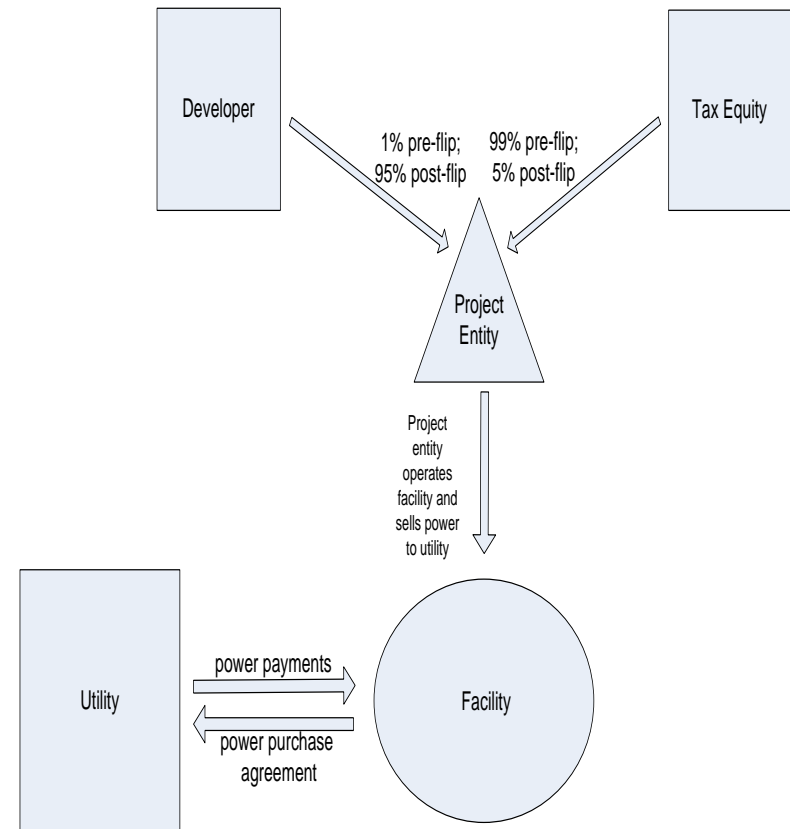 Developer
Tax Equity
1% pre-flip;
95% post-flip
99% pre-flip;
5% post-flip
Project
Entity
Project
entity
operates
facility and
sells power
to utility
power payments
Utility
Facility
power purchase
agreement